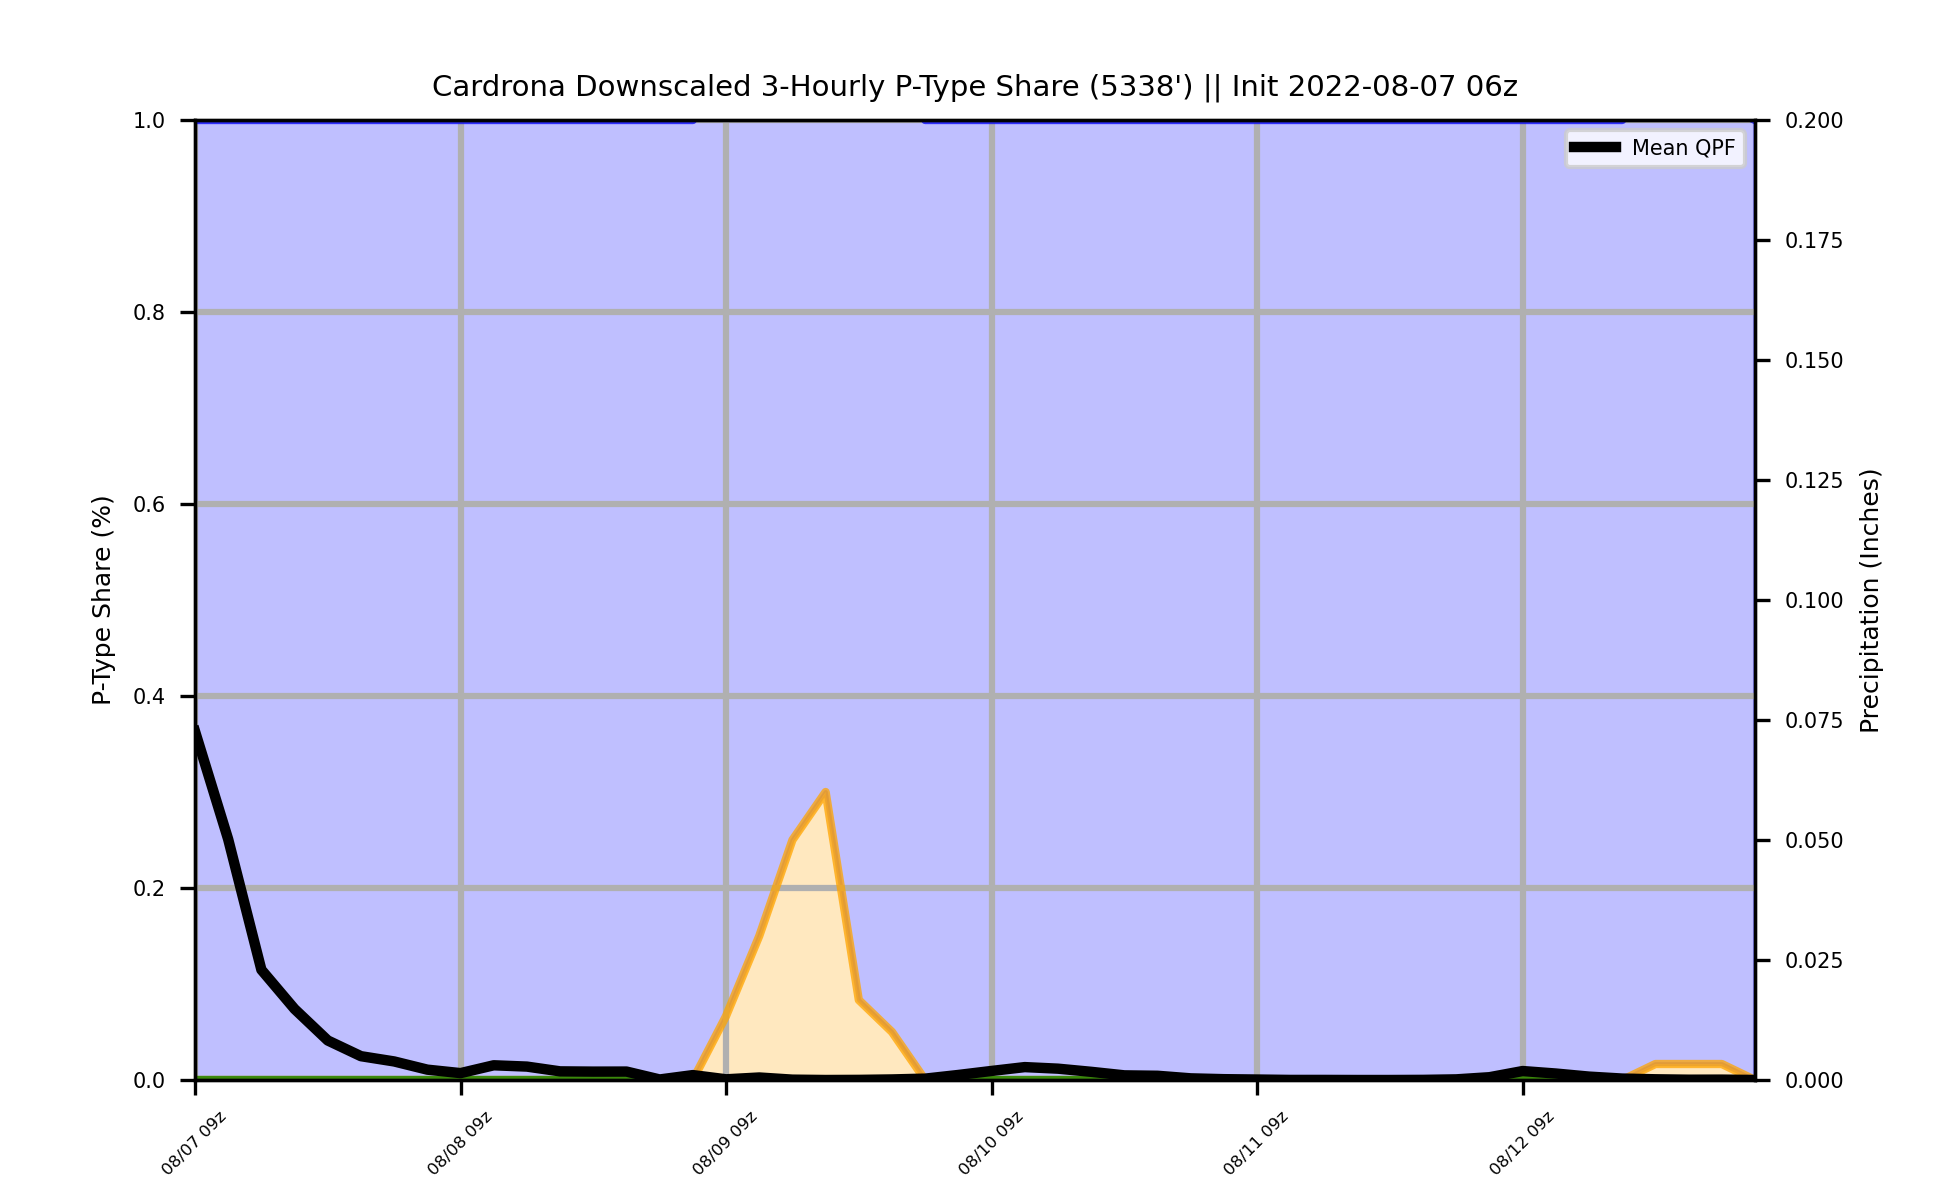 Cardrona Downscaled 3-Hourly P-Type Share (5338') || Init 2022-08-07 06z
Mean QPF
P-Type Share (%)
1.0
0.8
0.6
0.4
0.2
0.0
0.200
0.175
0.150
0.125
0.100
0.075
0.050
0.025
0.000
Precipitation (Inches)
08/07 09z
08/08 09z
08/09 09z
08/10 09z
08/11 09z
08/12 09z